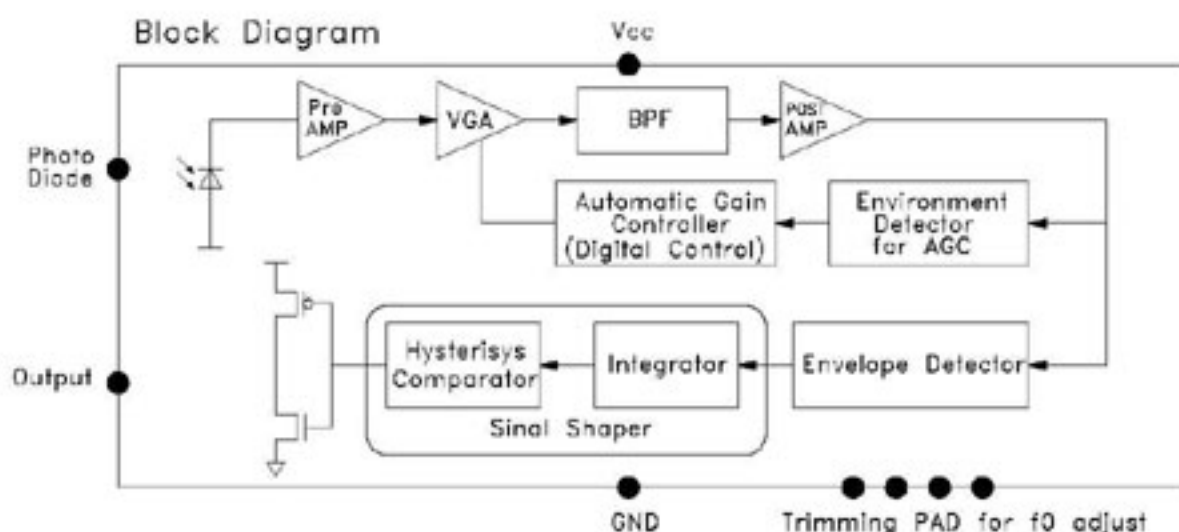 Block Diagram
Vcc
Pre
AMP
VGA
BPF
POST
AMP
Photo
Diode
Automatic Gain
Controller
(Digital Control)
Environment
Detector
for AGC
Hysterisys
Comparator
Integrator
Envelope Detector
Output
Sinal Shaper
GND
Trimming PAD for f0 adjust